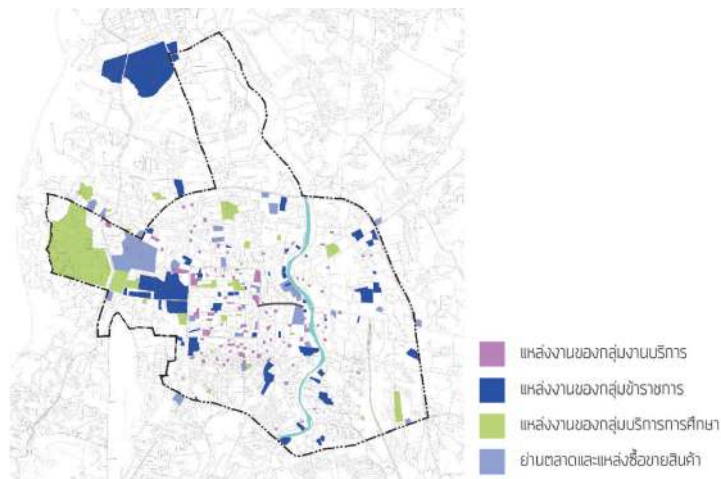 แหล่งงานของกลุ่มงานบริการ
แหล่งงานของกลุ่มข้าราชการ
แหล่งงานของกลุ่มบริการการศึกษา
ย่านตลาดและแหล่งซื้อขายสินค้า